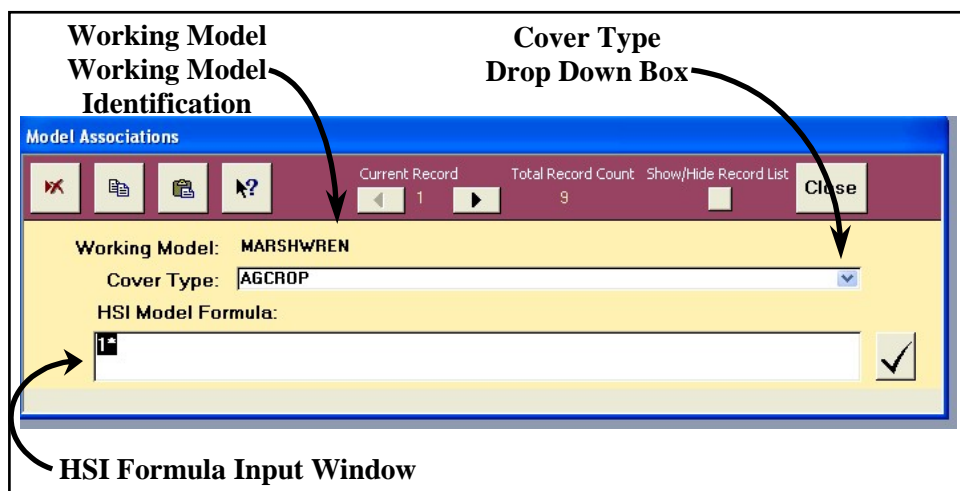 Working Model
Working Model
Identification
Cover Type
Drop Down Box
Model Associations
Current Record
1
Total Record Count
9
Show/Hide Record List
Close
Working Model: MARSHWREN
Cover Type: AGCROP
HSI Model Formula:
1*
HSI Formula Input Window